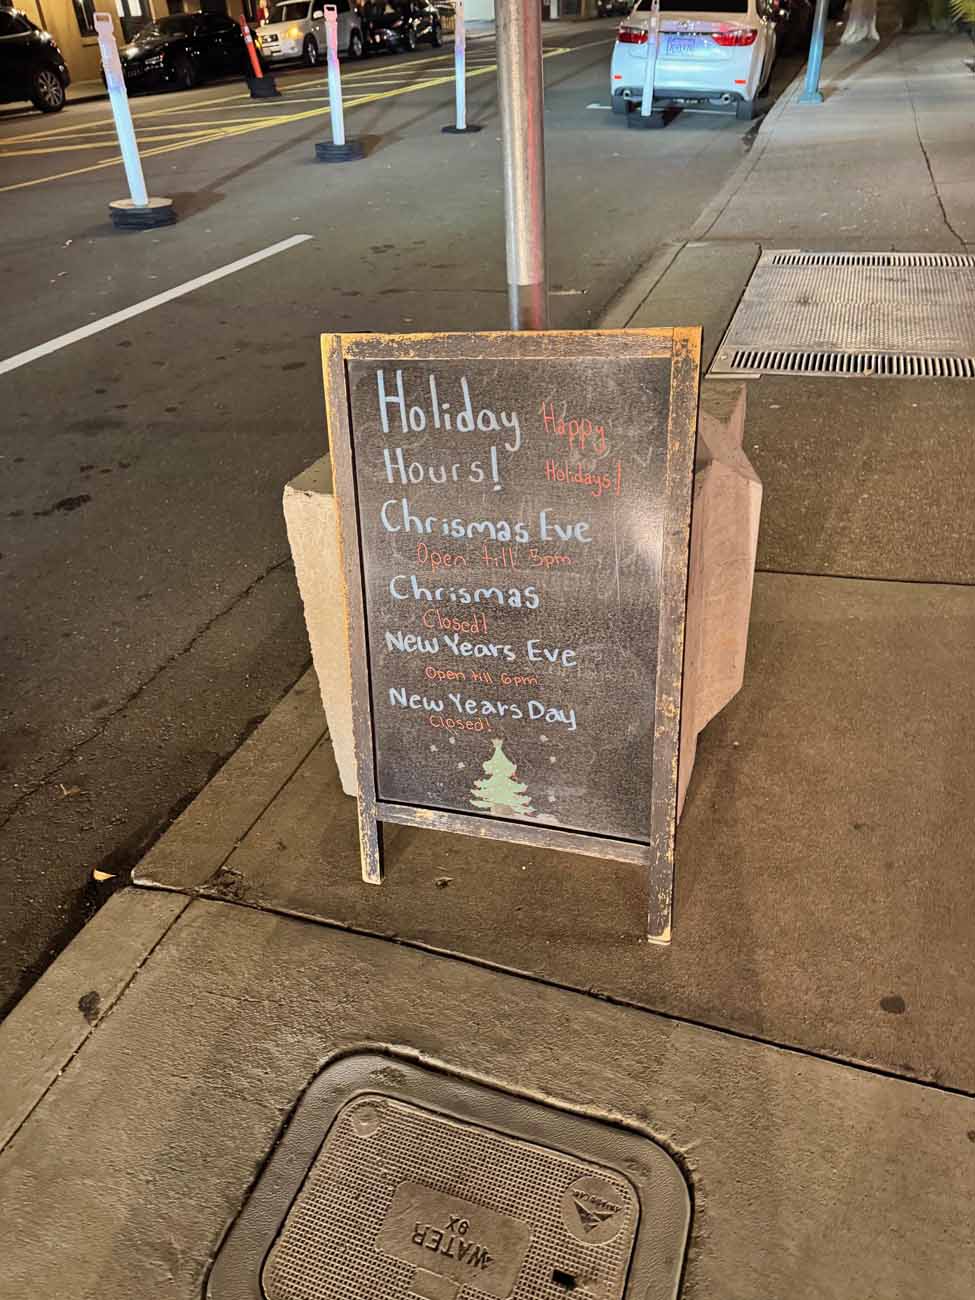 Holiday
Hours!
Happy
Holidays!
Chrismas Eve
Open till 5pm
Chrismas
Closed!
New Years Eve
Open till 6pm
New Years Day
Closed!
WATER